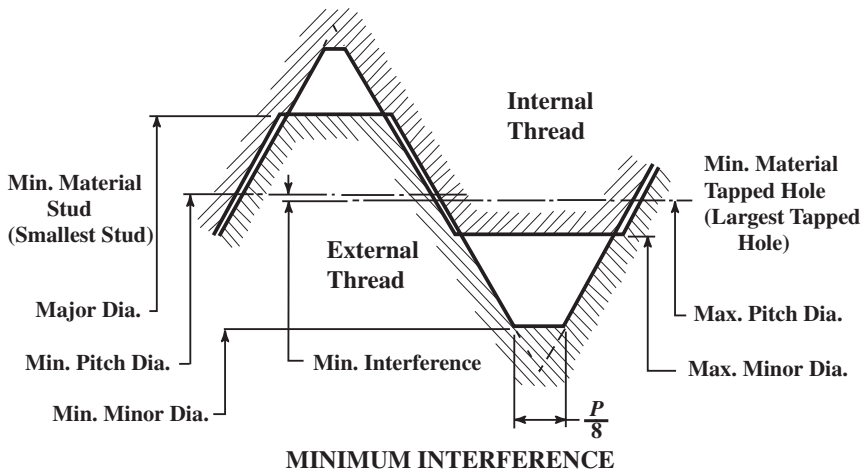 Internal
Thread
Min. Material
Stud
(Smallest Stud)
Min. Material
Tapped Hole
(Largest Tapped
Hole)
External
Thread
Major Dia.
Max. Pitch Dia.
Min. Pitch Dia.
Min. Interference
Max. Minor Dia.
Min. Minor Dia.
P
8
MINIMUM INTERFERENCE